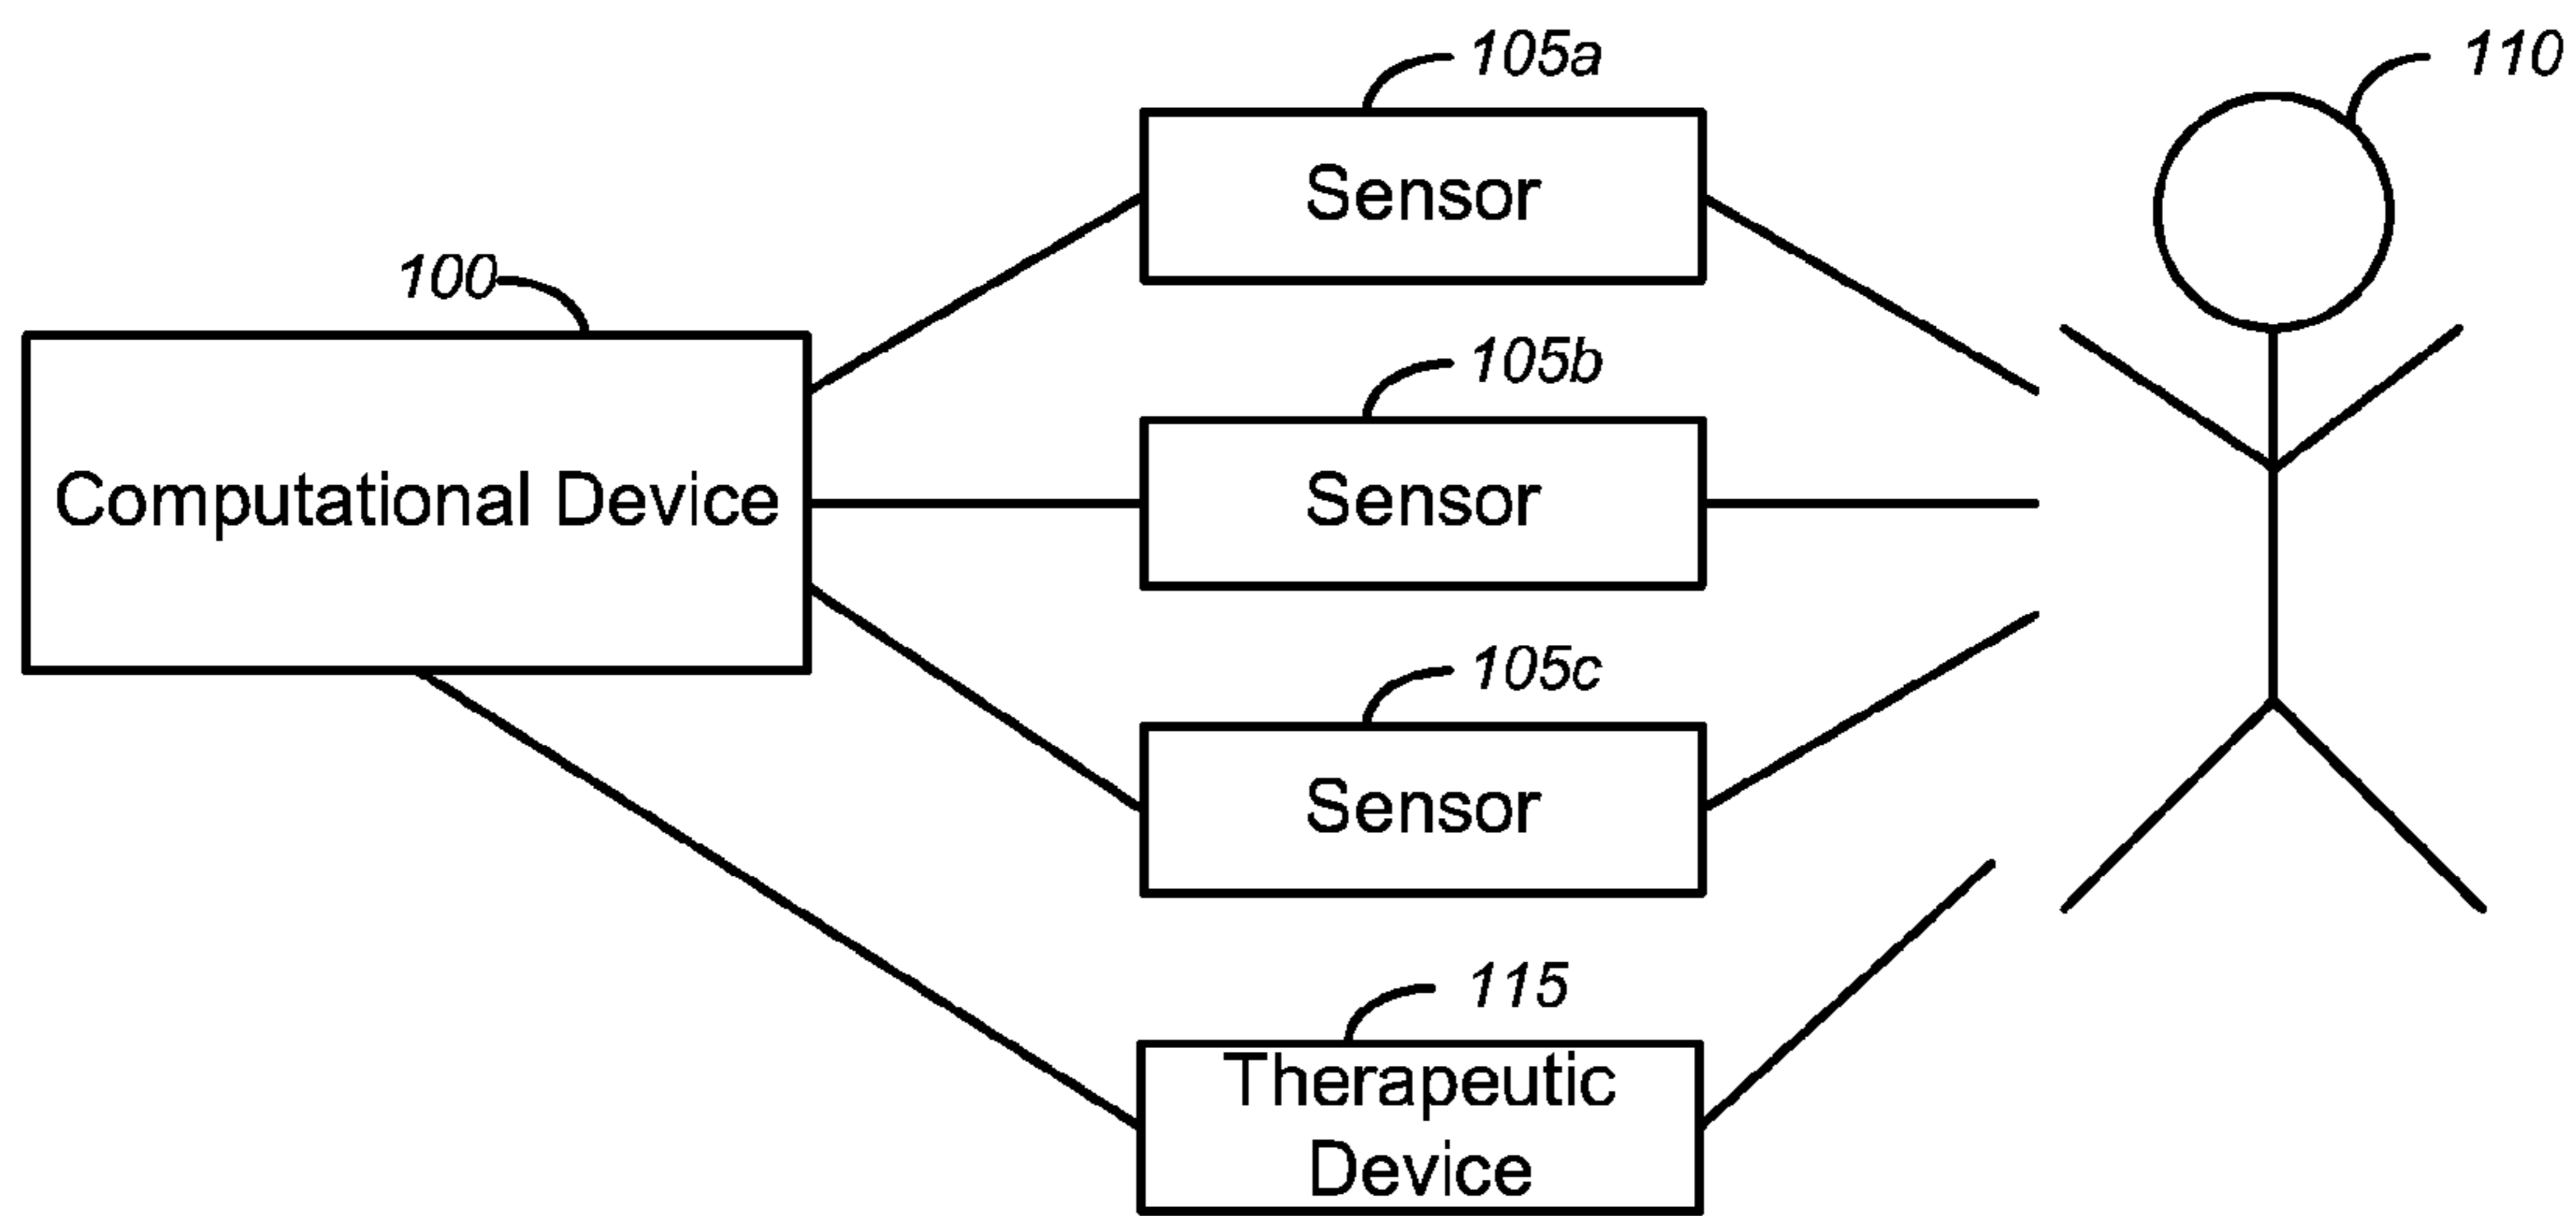 105a
110
Sensor
100
105b
Computational Device
Sensor
105c
Sensor
115
Therapeutic
Device